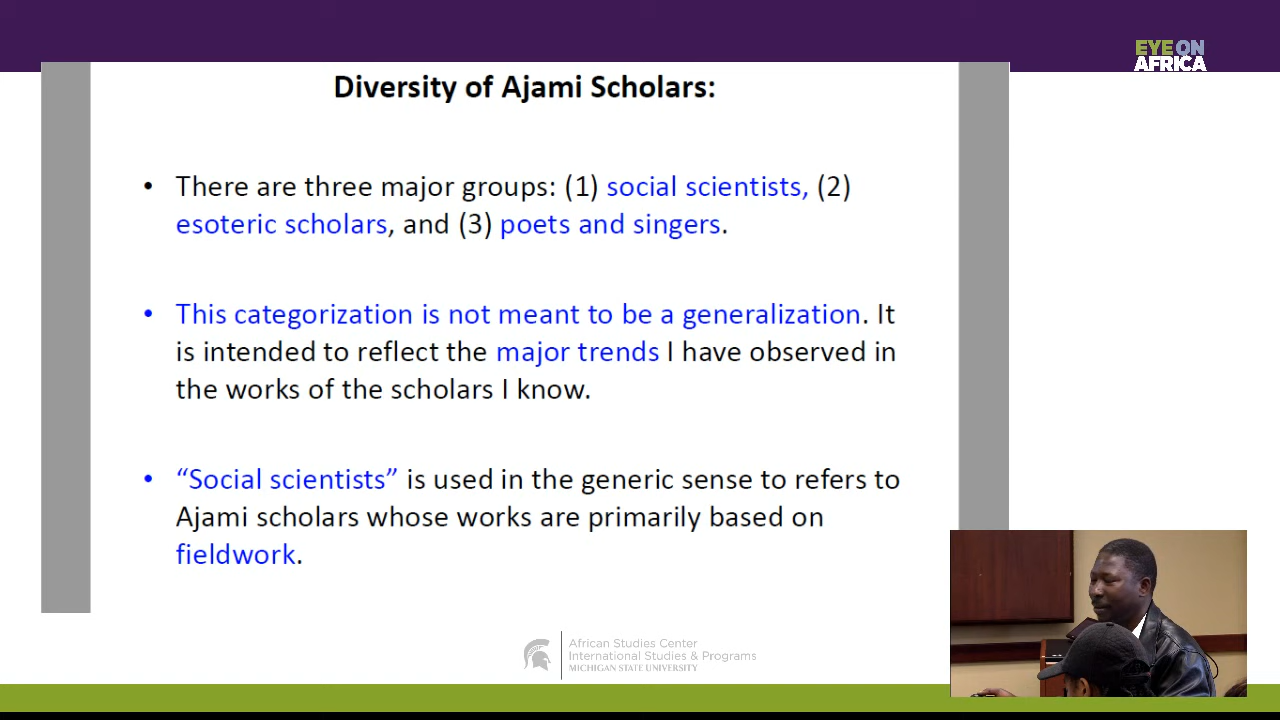 EYE ON
AFRICA
Diversity of Ajami Scholars:
• There are three major groups: (1) social scientists, (2)
esoteric scholars, and (3) poets and singers.
• This categorization is not meant to be a generalization. It
is intended to reflect the major trends I have observed in
the works of the scholars I know.
• “Social scientists” is used in the generic sense to refers to
Ajami scholars whose works are primarily based on
fieldwork.
African Studies Center
International Studies & Programs
MICHIGAN STATE UNIVERSITY